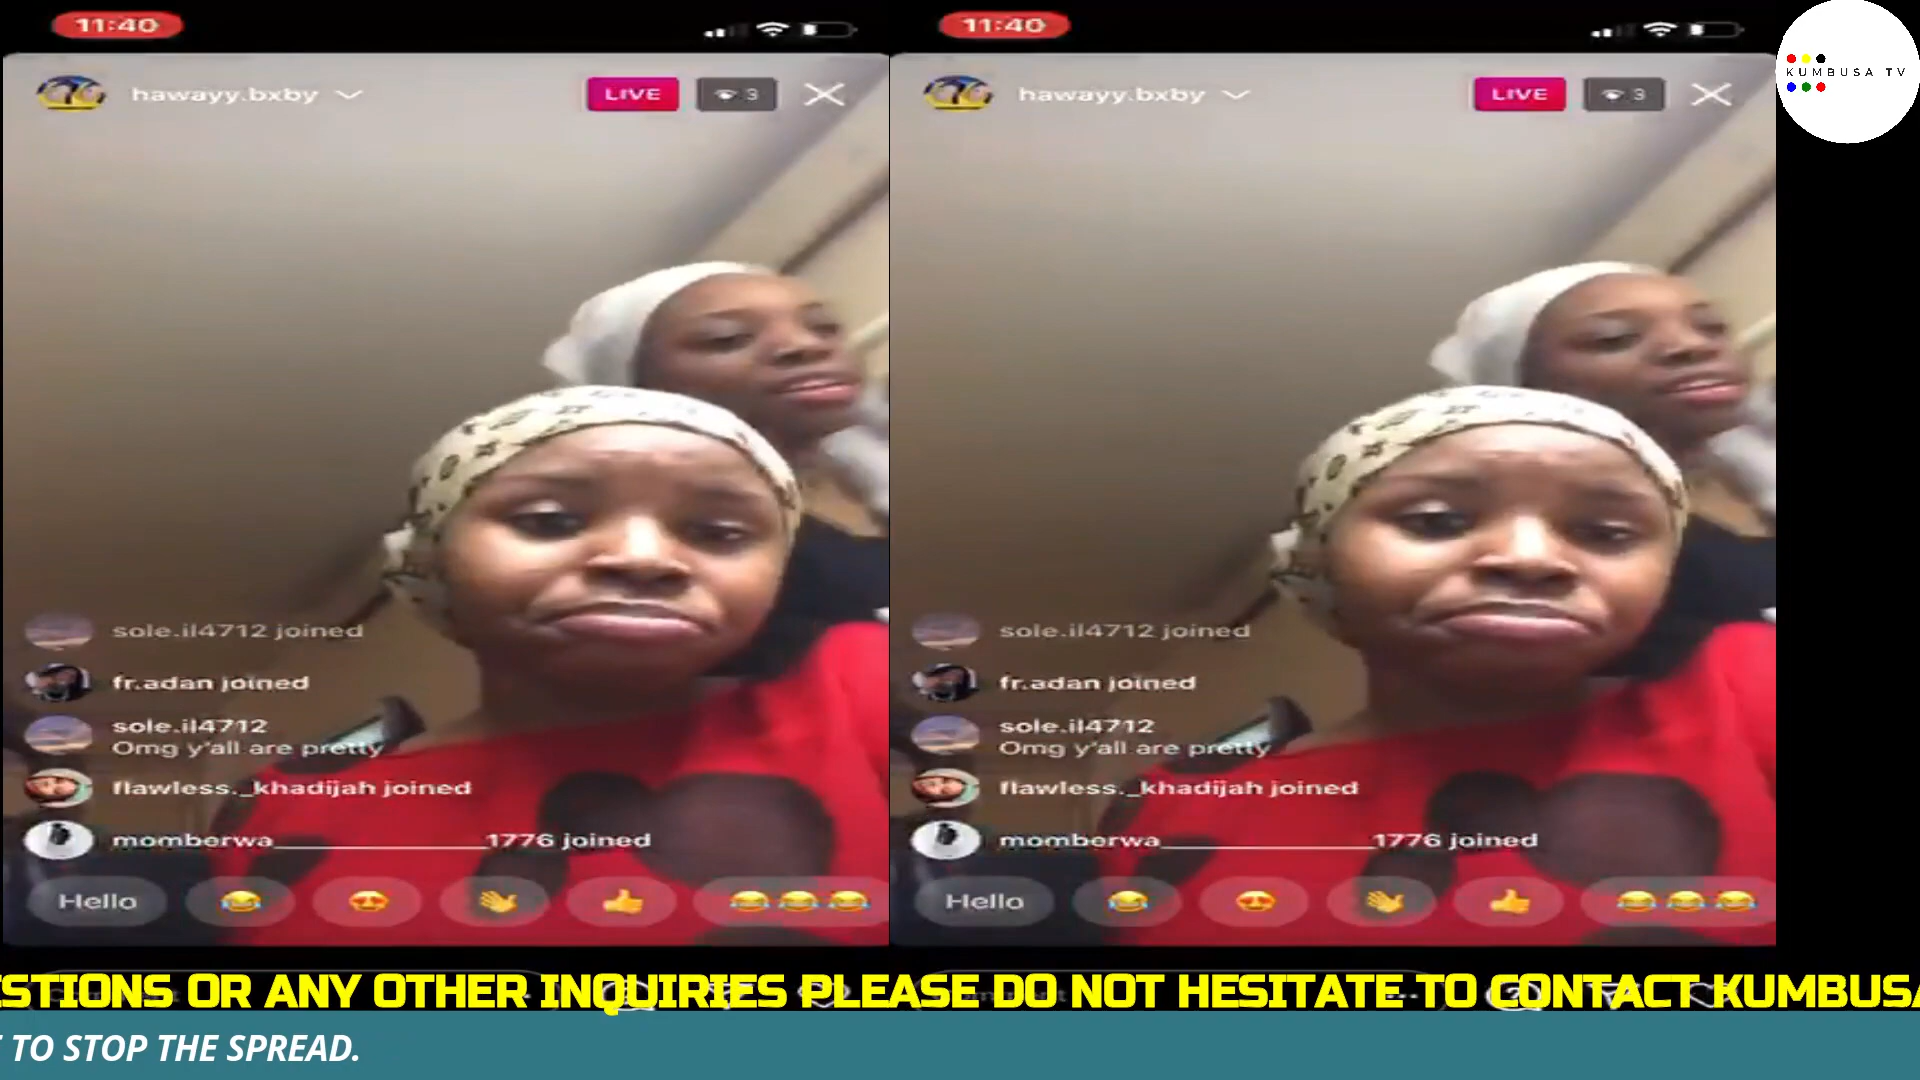 11:40
hawayy.bxby
LIVE
3
sole.il4712 joined
fr.adan joined
sole.il4712
Omg y'all are pretty
flawless._khadijah joined
momberwa______________1776 joined
Hello
11:40
hawayy.bxby
LIVE
3
sole.il4712 joined
fr.adan joined
sole.il4712
Omg y'all are pretty
flawless._khadijah joined
momberwa______________1776 joined
Hello
KUMBUSA TV
STIONS OR ANY OTHER INQUIRIES PLEASE DO NOT HESITATE TO CONTACT KUMBUSA
TO STOP THE SPREAD.